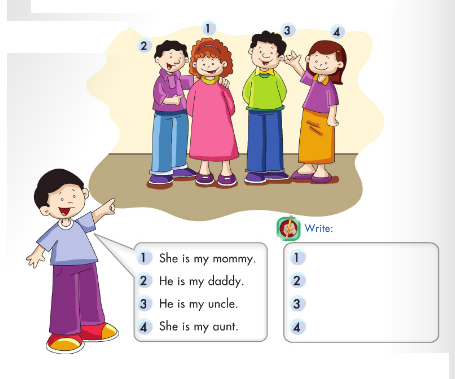 1
2
3
4
Write:
1 She is my mommy.
2 He is my daddy.
3 He is my uncle.
4 She is my aunt.
1
2
3
4